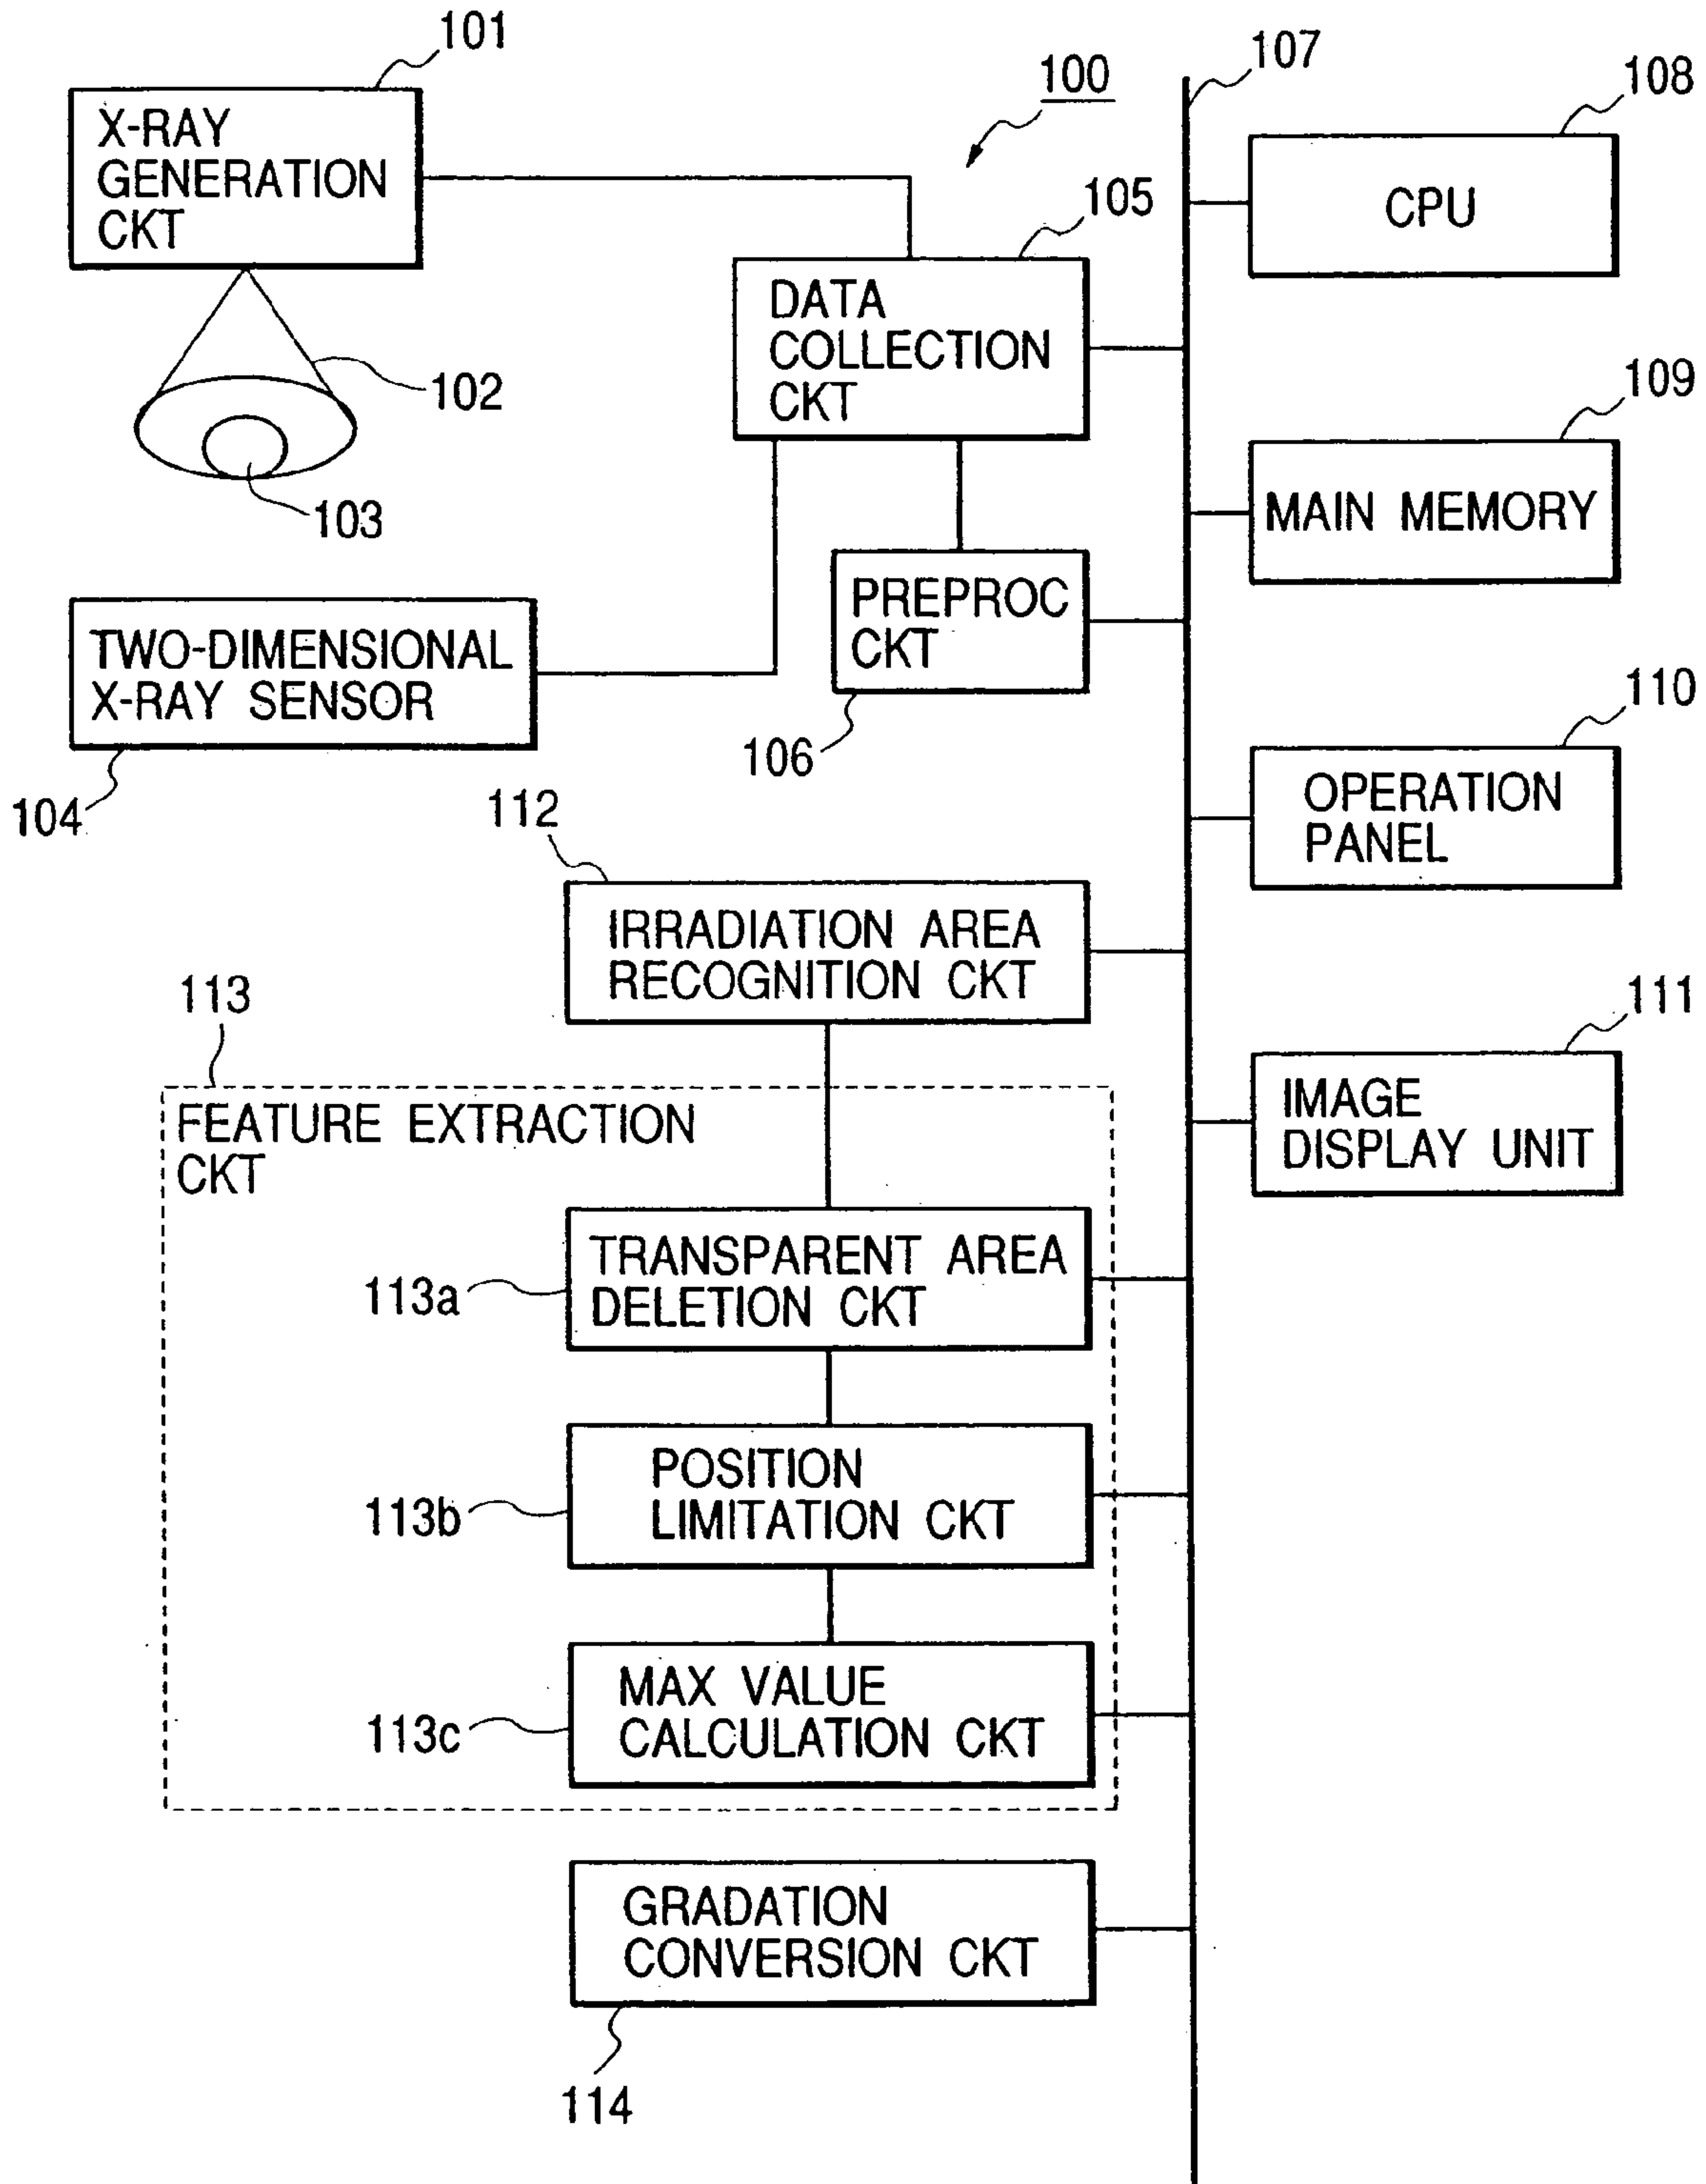 101
X-RAY
GENERATION
CKT
102
103
TWO-DIMENSIONAL
X-RAY SENSOR
104
100
105
DATA
COLLECTION
CKT
PREPROC
CKT
106
107
108
CPU
109
MAIN MEMORY
110
OPERATION
PANEL
111
IMAGE
DISPLAY UNIT
112
IRRADIATION AREA
RECOGNITION CKT
113
FEATURE EXTRACTION
CKT
TRANSPARENT AREA
DELETION CKT
113a
POSITION
LIMITATION CKT
113b
MAX VALUE
CALCULATION CKT
113c
GRADATION
CONVERSION CKT
114